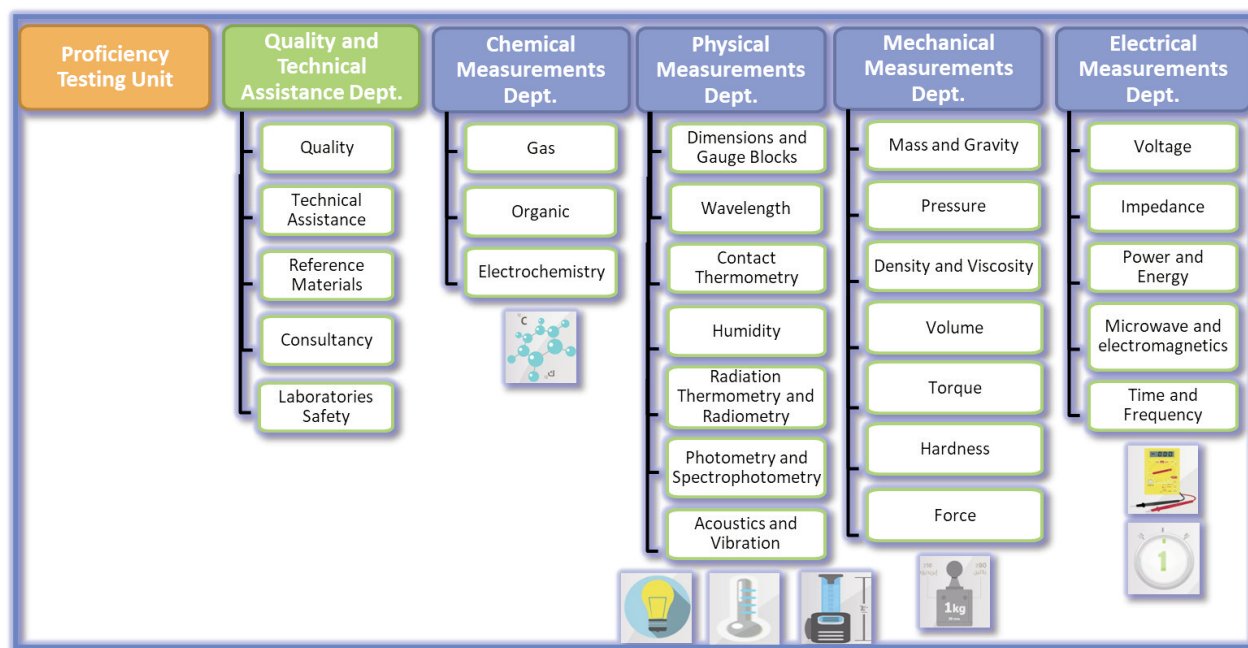 Proficiency
Testing Unit
Quality and
Technical
Assistance Dept.
Quality
Technical
Assistance
Reference
Materials
Consultancy
Laboratories
Safety
Chemical
Measurements
Dept.
Gas
Organic
Electrochemistry
C
Physical
Measurements
Dept.
Dimensions and
Gauge Blocks
Wavelength
Contact
Thermometry
Humidity
Radiation
Thermometry and
Radiometry
Photometry and
Spectrophotometry
Acoustics and
Vibration
Mechanical
Measurements
Dept.
Mass and Gravity
Pressure
Density and Viscosity
Volume
Torque
Hardness
Force
1kg
Electrical
Measurements
Dept.
Voltage
Impedance
Power and
Energy
Microwave and
electromagnetics
Time and
Frequency
1